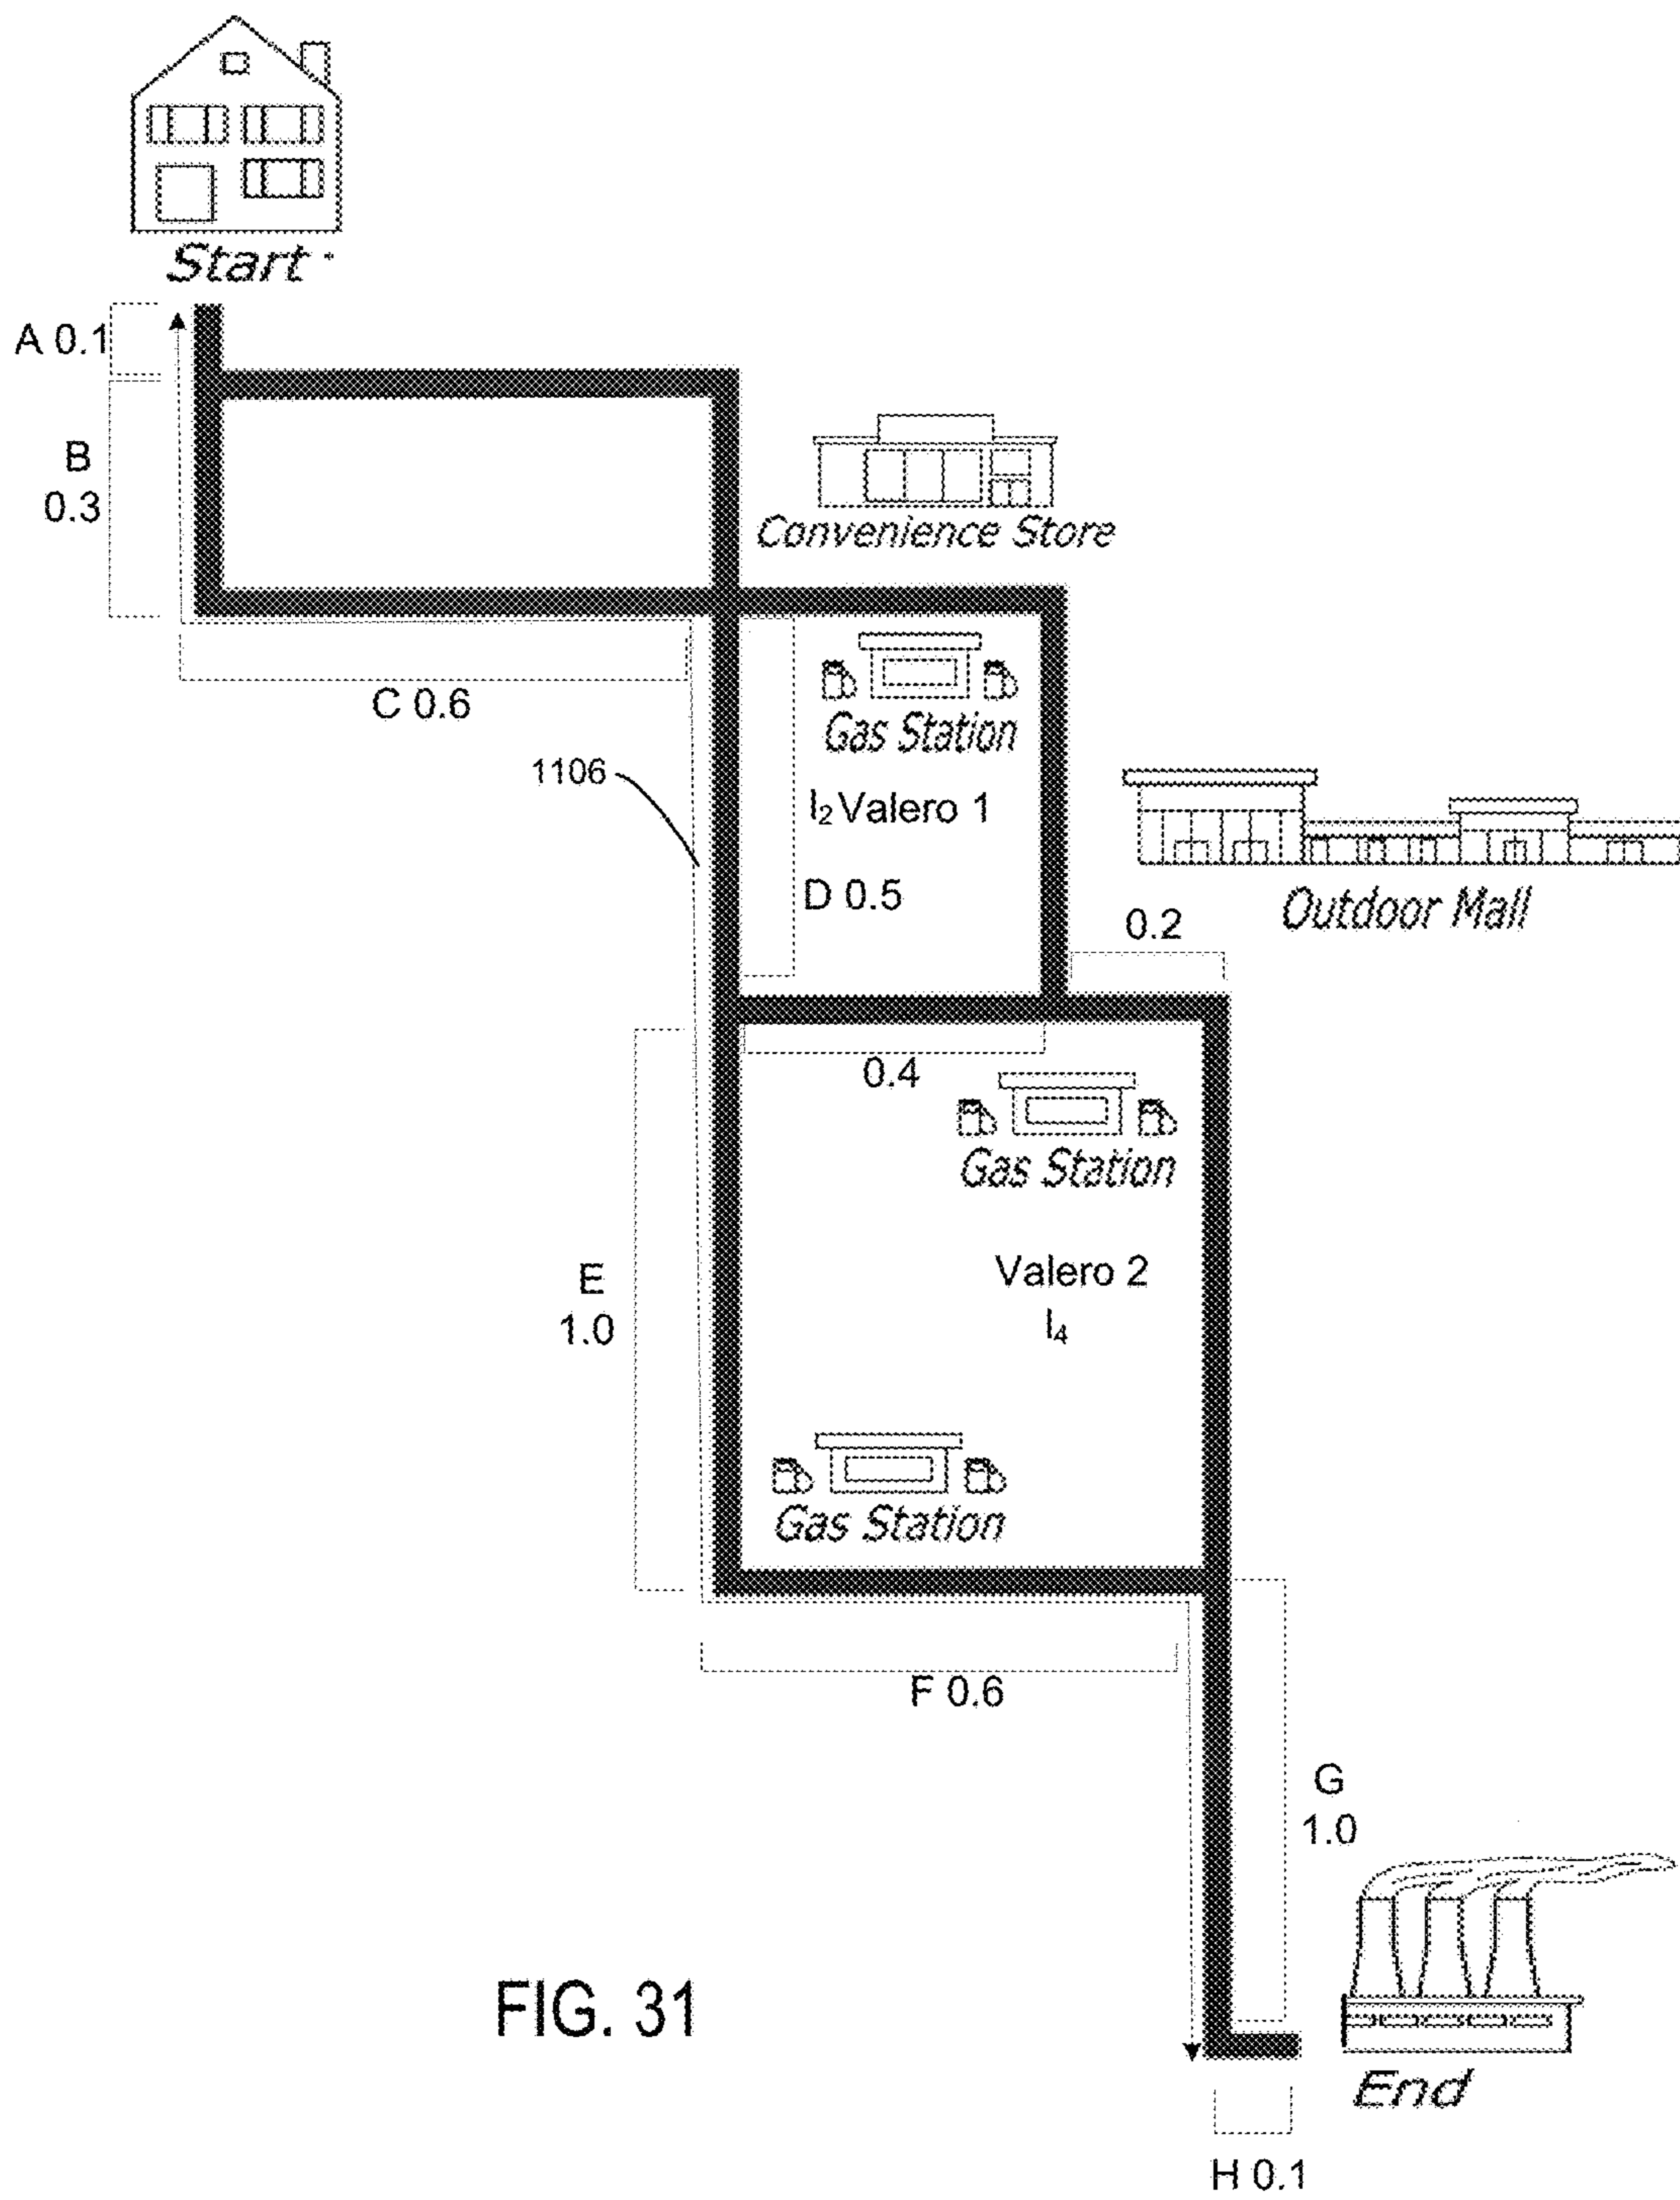 Start
A 0.1
B
0.3
Convenience Store
C 0.6
Gas Station
1106
I₂ Valero 1
D 0.5
Outdoor Mall
0.2
0.4
Gas Station
Valero 2
I₄
E
1.0
Gas Station
F 0.6
G
1.0
FIG. 31
End
H 0.1